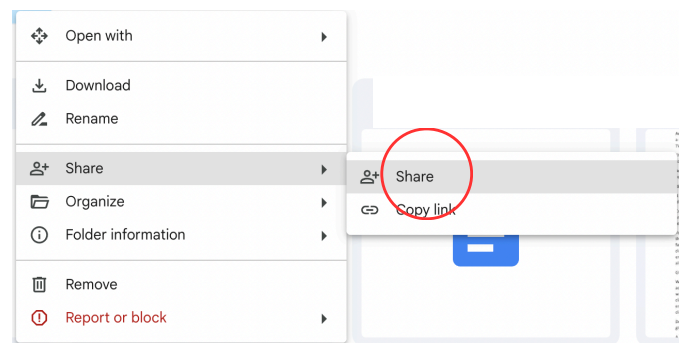 Open with
Download
Rename
Share
Organize
Folder information
Remove
Report or block
Share
Copy link